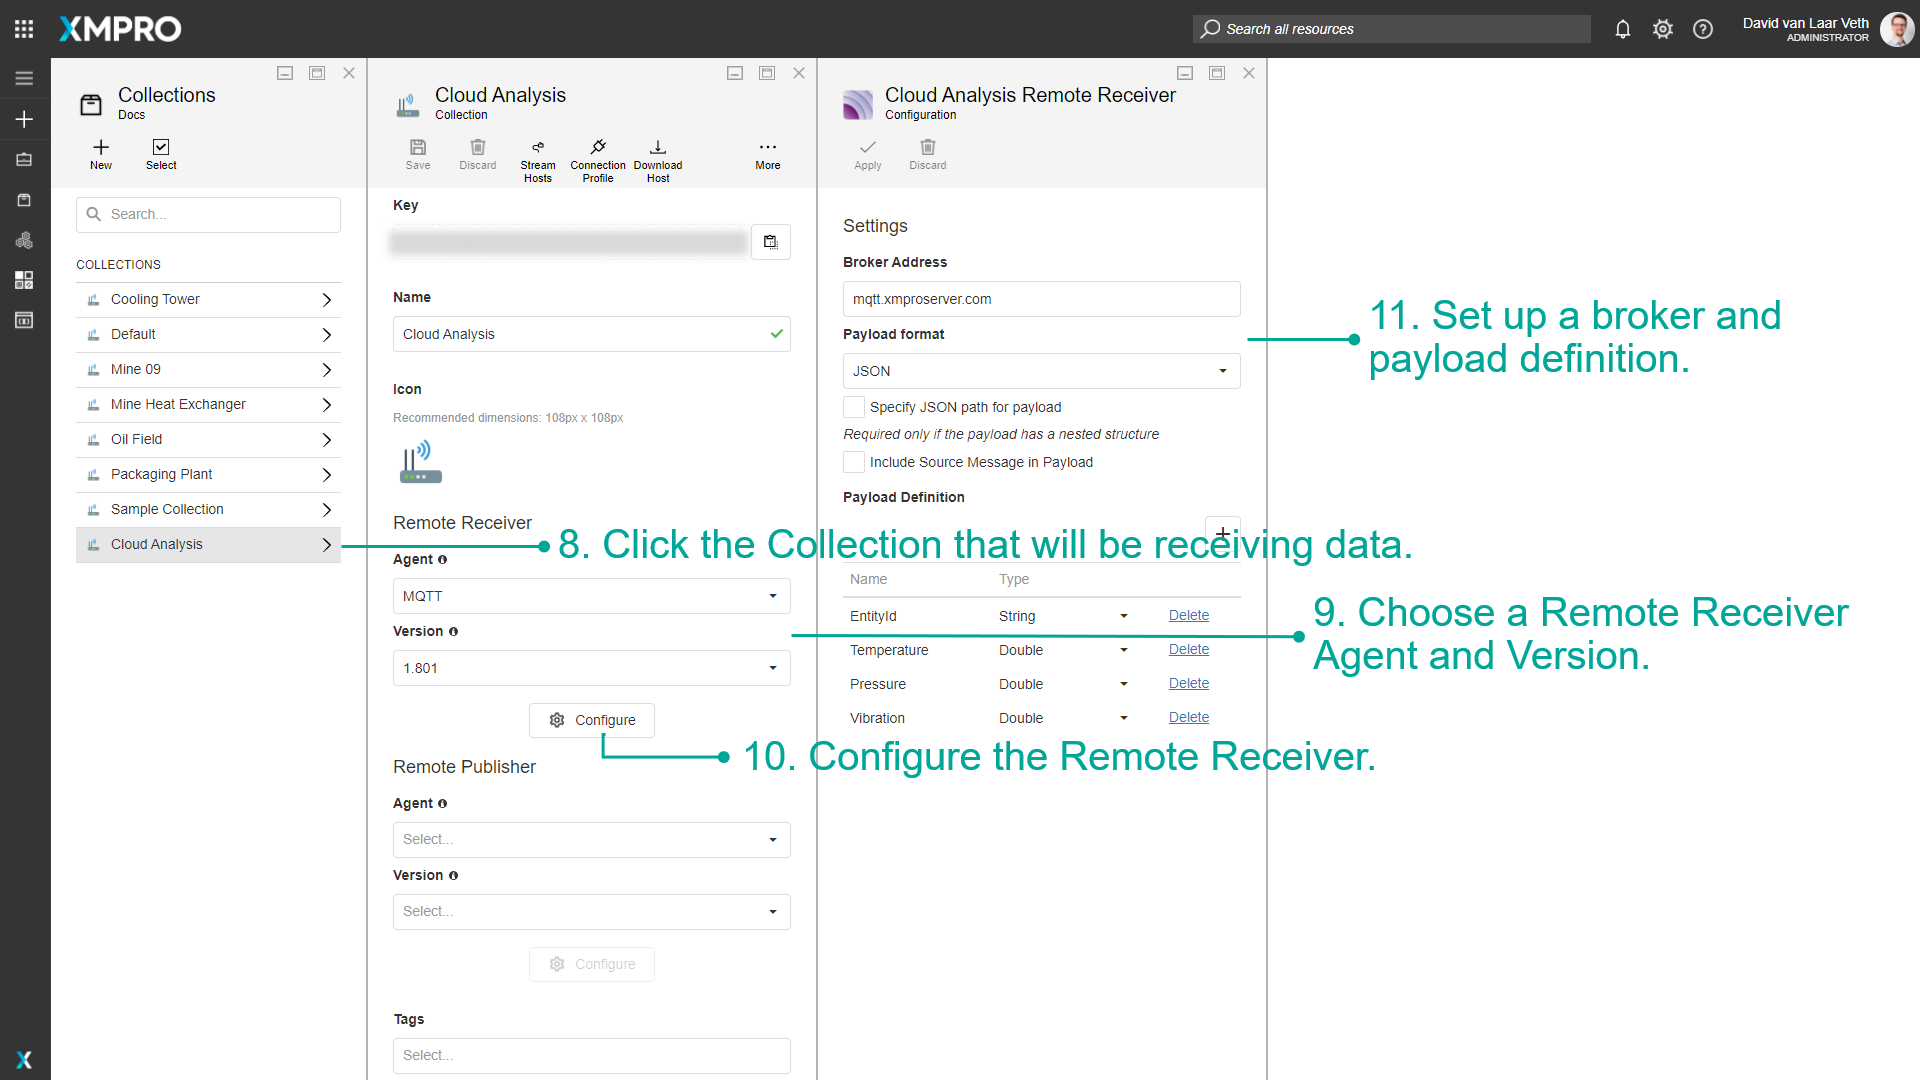 XMPRO
Search all resources
David van Laar Veth
ADMINISTRATOR
Collections
Docs
New
Select
Search...
COLLECTIONS
Cooling Tower
Default
Mine 09
Mine Heat Exchanger
Oil Field
Packaging Plant
Sample Collection
Cloud Analysis
Cloud Analysis
Collection
Save
Discard
Stream
Hosts
Connection
Profile
Download
Host
More
Key
Name
Cloud Analysis
Icon
Recommended dimensions: 108px x 108px
Remote Receiver
Agent
MQTT
Version
1.801
Configure
Remote Publisher
Agent
Select...
Version
Select...
Configure
Tags
Select...
Cloud Analysis Remote Receiver
Configuration
Apply
Discard
Settings
Broker Address
mqtt.xmproserver.com
Payload format
JSON
Specify JSON path for payload
Required only if the payload has a nested structure
Include Source Message in Payload
Payload Definition
Name Type
EntityId String Delete
Temperature Double Delete
Pressure Double Delete
Vibration Double Delete
8. Click the Collection that will be receiving data.
9. Choose a Remote Receiver
Agent and Version.
10. Configure the Remote Receiver.
11. Set up a broker and
payload definition.
X